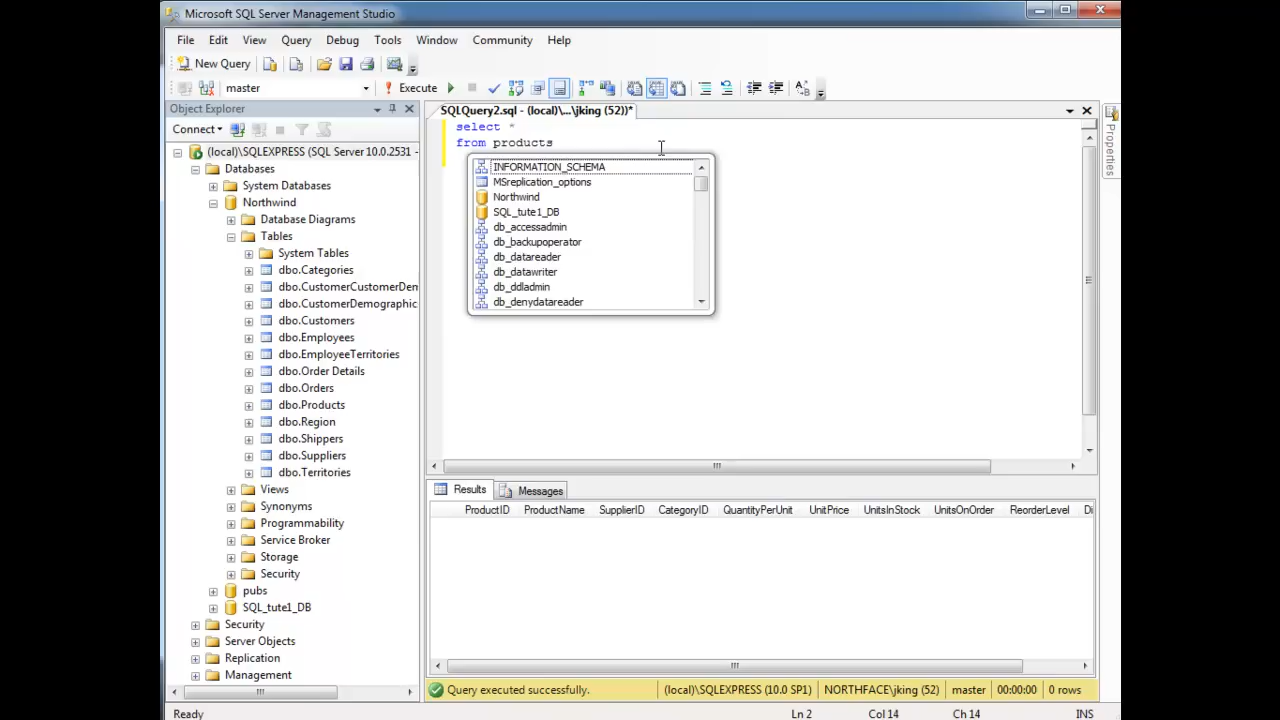 Microsoft SQL Server Management Studio
File Edit View Query Debug Tools Window Community Help
New Query
master Execute
Object Explorer
Connect
(local)\SQLEXPRESS (SQL Server 10.0.2531 -
Databases
System Databases
Northwind
Database Diagrams
Tables
System Tables
dbo.Categories
dbo.CustomerCustomerDem
dbo.CustomerDemographic
dbo.Customers
dbo.Employees
dbo.EmployeeTerritories
dbo.Order Details
dbo.Orders
dbo.Products
dbo.Region
dbo.Shippers
dbo.Suppliers
dbo.Territories
Views
Synonyms
Programmability
Service Broker
Storage
Security
pubs
SQL_tute1_DB
Security
Server Objects
Replication
Management
SQLQuery2.sql - (local)\...\jking (52))*
select *
from products
INFORMATION_SCHEMA
MSreplication_options
Northwind
SQL_tute1_DB
db_accessadmin
db_backupoperator
db_datareader
db_datawriter
db_ddladmin
db_denydatareader
Properties
Results Messages
ProductID ProductName SupplierID CategoryID QuantityPerUnit UnitPrice UnitsInStock UnitsOnOrder ReorderLevel Di
Query executed successfully. (local)\SQLEXPRESS (10.0 SP1) NORTHFACE\jking (52) master 00:00:00 0 rows
Ready Ln 2 Col 14 Ch 14 INS